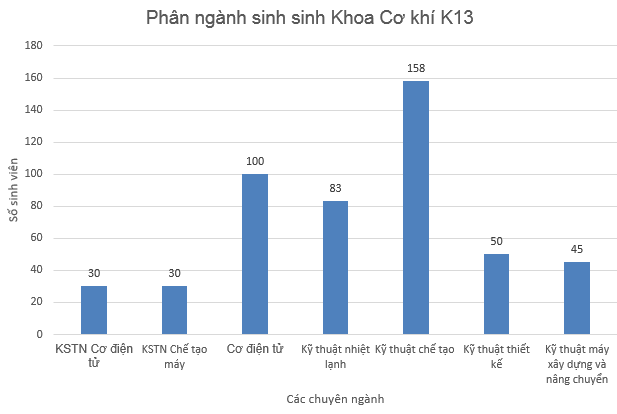 Phân ngành sinh sinh Khoa Cơ khí K13
180
160
140
120
100
80
60
40
20
0
Số sinh viên
30
30
100
83
158
50
45
KSTN Cơ điện
tử
KSTN Chế tạo
máy
Cơ điện tử
Kỹ thuật nhiệt
lạnh
Kỹ thuật chế tạo
Kỹ thuật thiết
kế
Kỹ thuật máy
xây dựng và
nâng chuyển
Các chuyên ngành